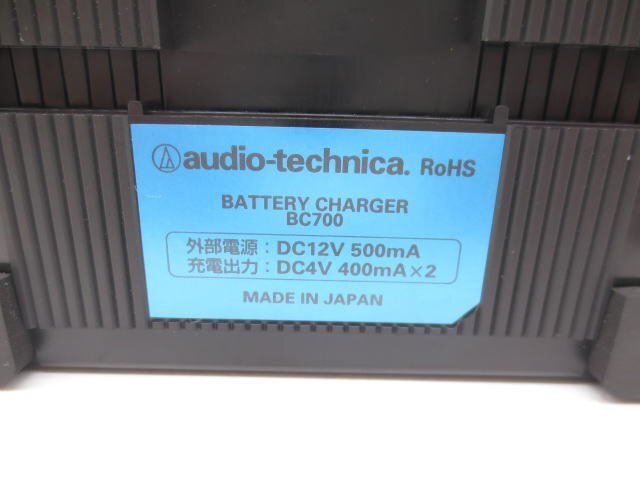 audio-technica. RoHS
BATTERY CHARGER
BC700
外部電源：DC12V 500mA
充電出力：DC4V 400mA×2
MADE IN JAPAN